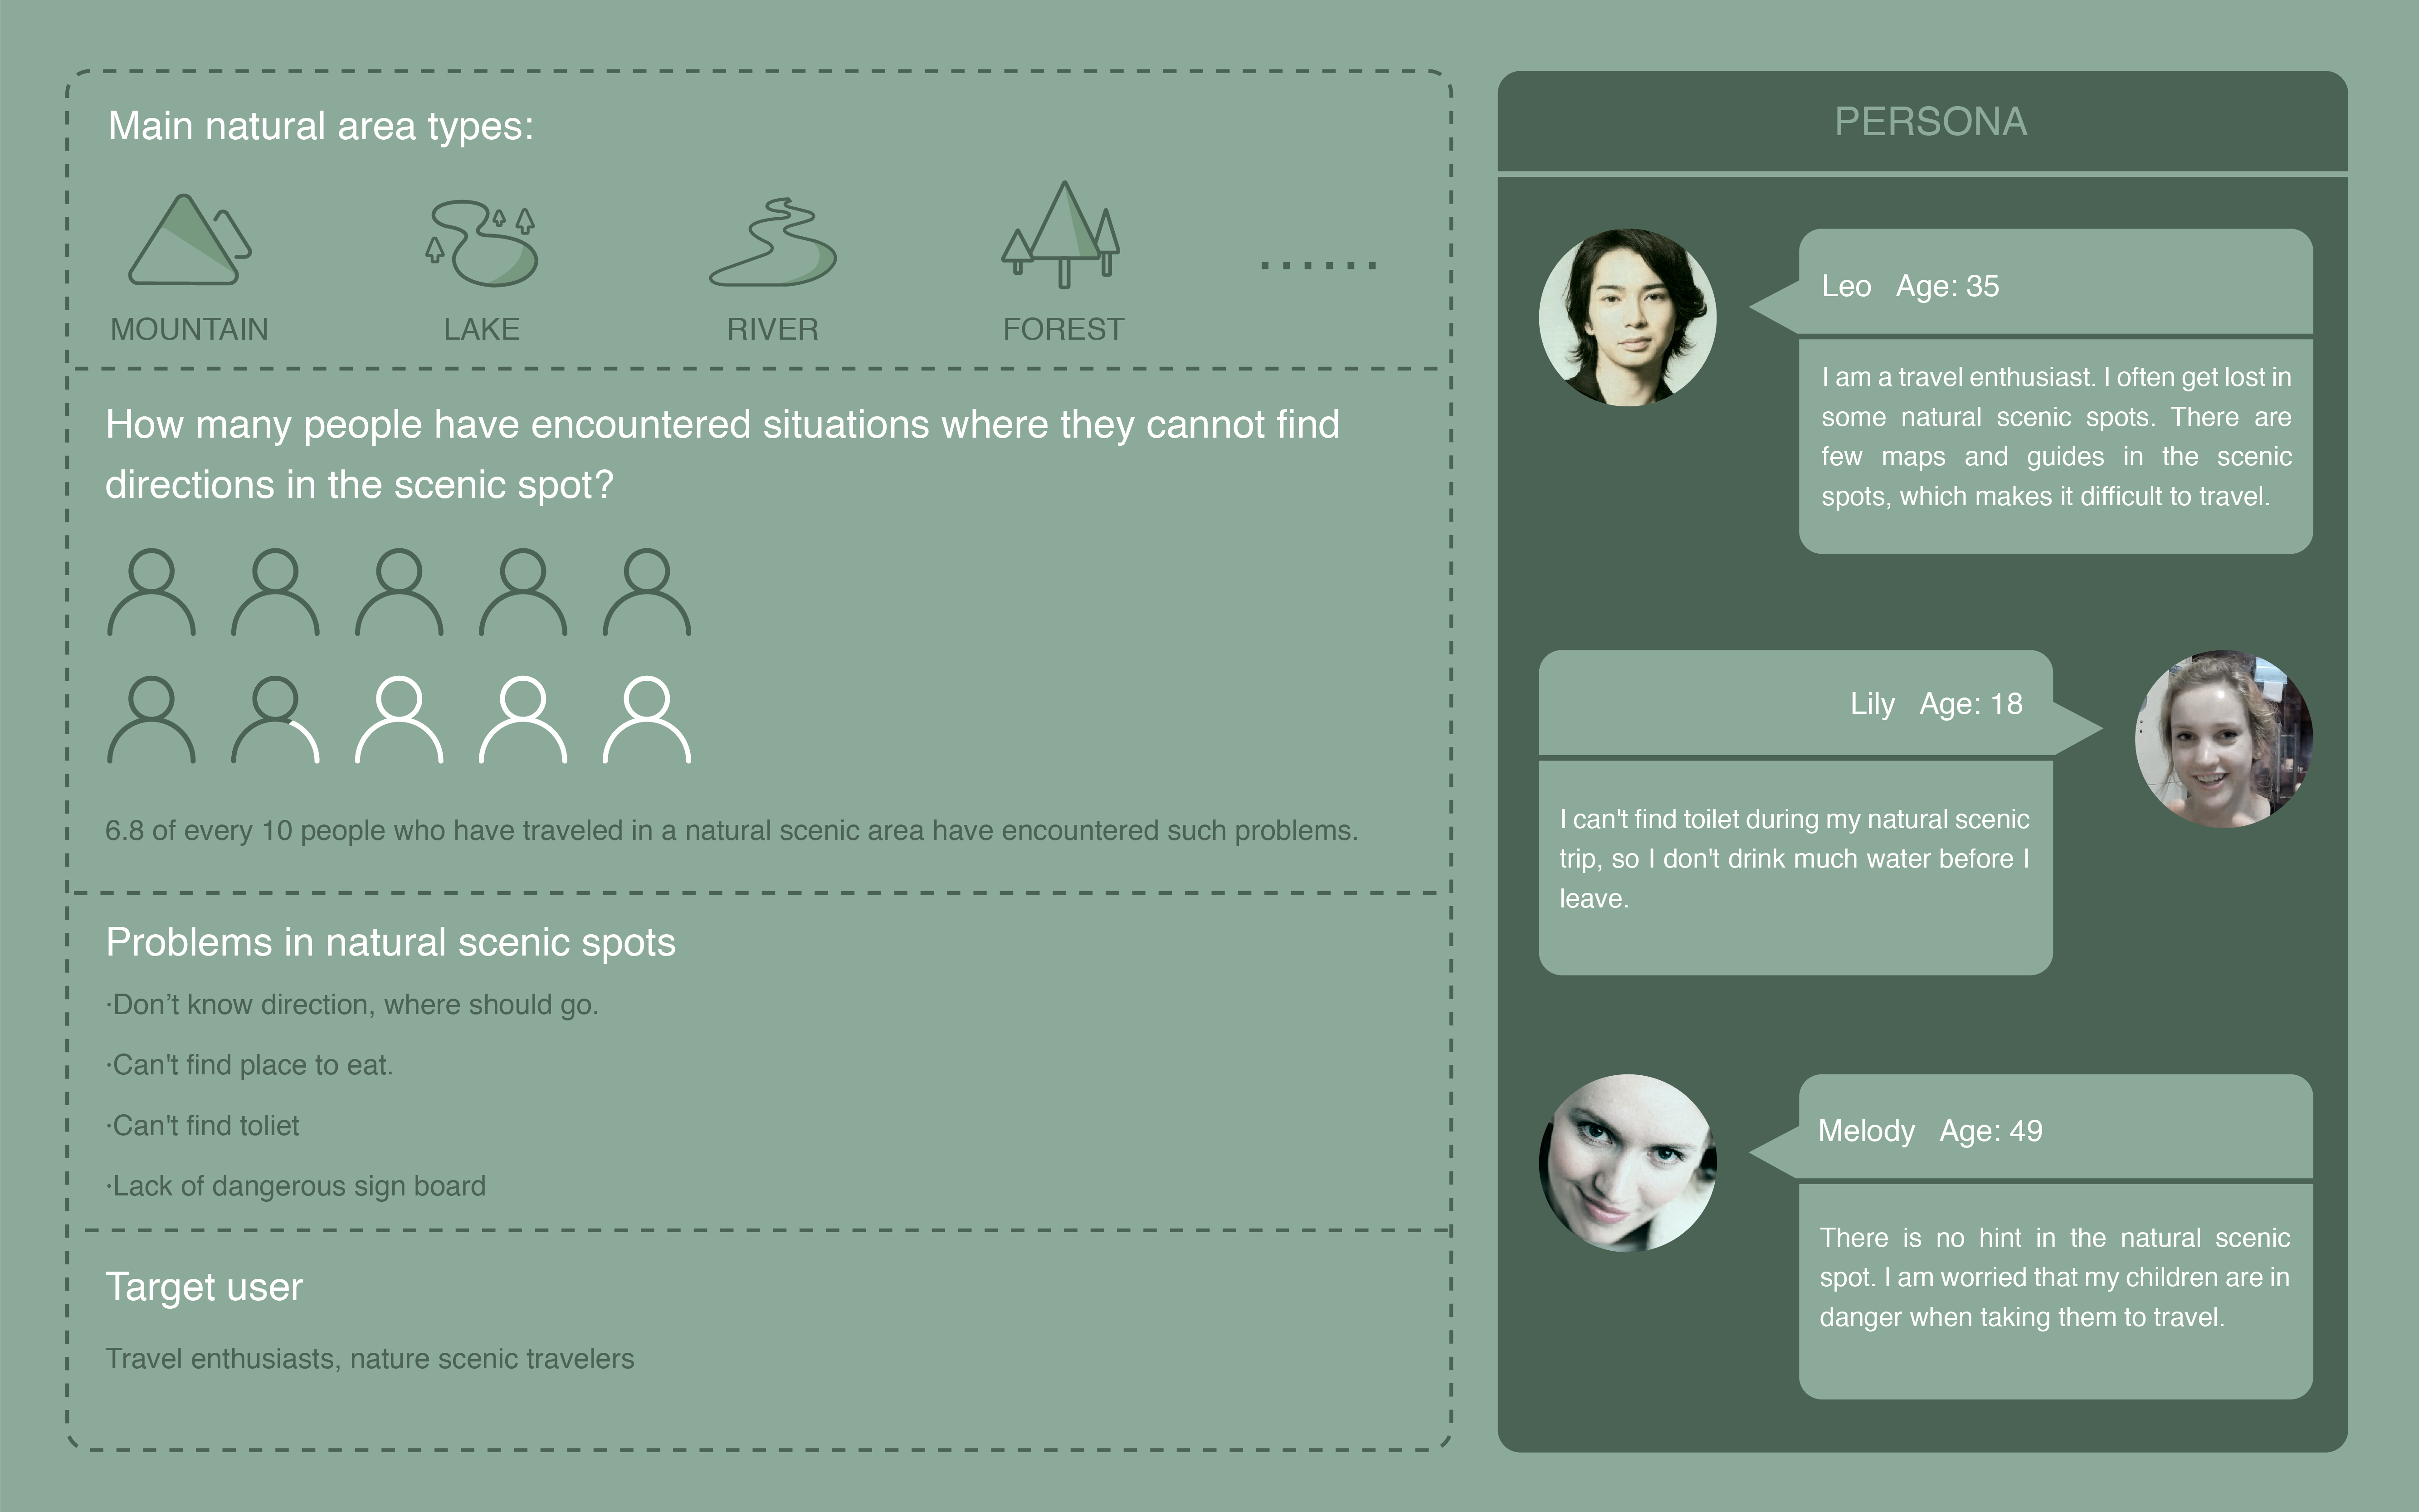 Main natural area types:
MOUNTAIN
LAKE
RIVER
FOREST
......
How many people have encountered situations where they cannot find
directions in the scenic spot?
6.8 of every 10 people who have traveled in a natural scenic area have encountered such problems.
Problems in natural scenic spots
·Don’t know direction, where should go.
·Can't find place to eat.
·Can't find toliet
·Lack of dangerous sign board
Target user
Travel enthusiasts, nature scenic travelers
PERSONA
Leo Age: 35
I am a travel enthusiast. I often get lost in
some natural scenic spots. There are
few maps and guides in the scenic
spots, which makes it difficult to travel.
Lily Age: 18
I can't find toilet during my natural scenic
trip, so I don't drink much water before I
leave.
Melody Age: 49
There is no hint in the natural scenic
spot. I am worried that my children are in
danger when taking them to travel.